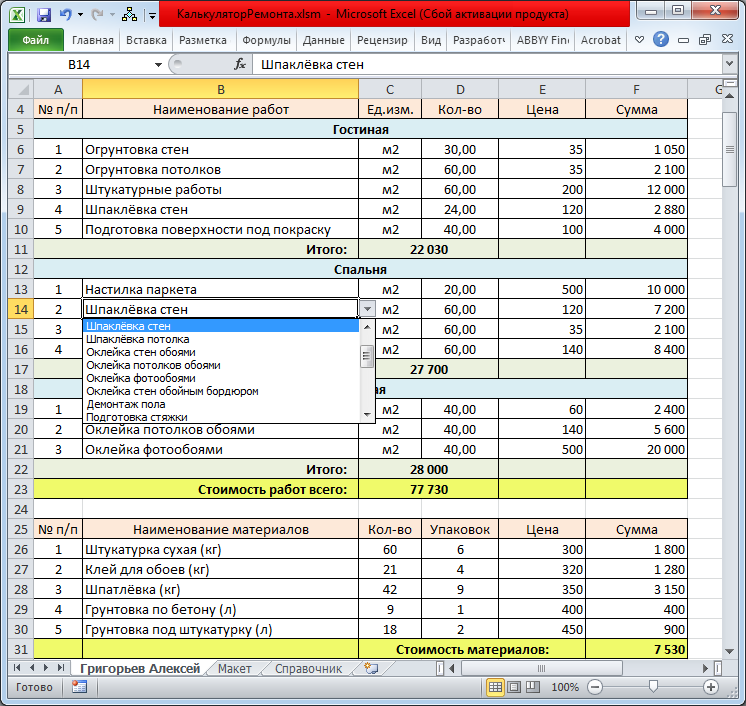 КалькуляторРемонта.xlsm - Microsoft Excel (Сбой активации продукта)
Файл Главная Вставка Разметка Формулы Данные Рецензир Вид Разработч ABBYY Fine Acrobat
B14 fx Шпаклёвка стен
A B C D E F G
4 № п/п Наименование работ Ед.изм. Кол-во Цена Сумма
5 Гостиная
6 1 Огрунтовка стен м2 30,00 35 1 050
7 2 Огрунтовка потолков м2 60,00 35 2 100
8 3 Штукатурные работы м2 60,00 200 12 000
9 4 Шпаклёвка стен м2 24,00 120 2 880
10 5 Подготовка поверхности под покраску м2 40,00 100 4 000
11 Итого: 22 030
12 Спальня
13 1 Настилка паркета м2 20,00 500 10 000
14 2 Шпаклёвка стен м2 60,00 120 7 200
15 3 м2 60,00 35 2 100
16 4 м2 60,00 140 8 400
17 27 700
18 ая
19 1 м2 40,00 60 2 400
Шпаклёвка стен
Шпаклёвка потолка
Оклейка стен обоями
Оклейка потолков обоями
Оклейка фотообоями
Оклейка стен обойным бордюром
Демонтаж пола
Подготовка стяжки
20 2 Оклейка потолков обоями м2 40,00 140 5 600
21 3 Оклейка фотообоями м2 40,00 500 20 000
22 Итого: 28 000
23 Стоимость работ всего: 77 730
24
25 № п/п Наименование материалов Кол-во Упаковок Цена Сумма
26 1 Штукатурка сухая (кг) 60 6 300 1 800
27 2 Клей для обоев (кг) 21 4 320 1 280
28 3 Шпатлёвка (кг) 42 9 350 3 150
29 4 Грунтовка по бетону (л) 9 1 400 400
30 5 Грунтовка под штукатурку (л) 18 2 450 900
31 Стоимость материалов: 7 530
Григорьев Алексей Макет Справочник
Готово 100%